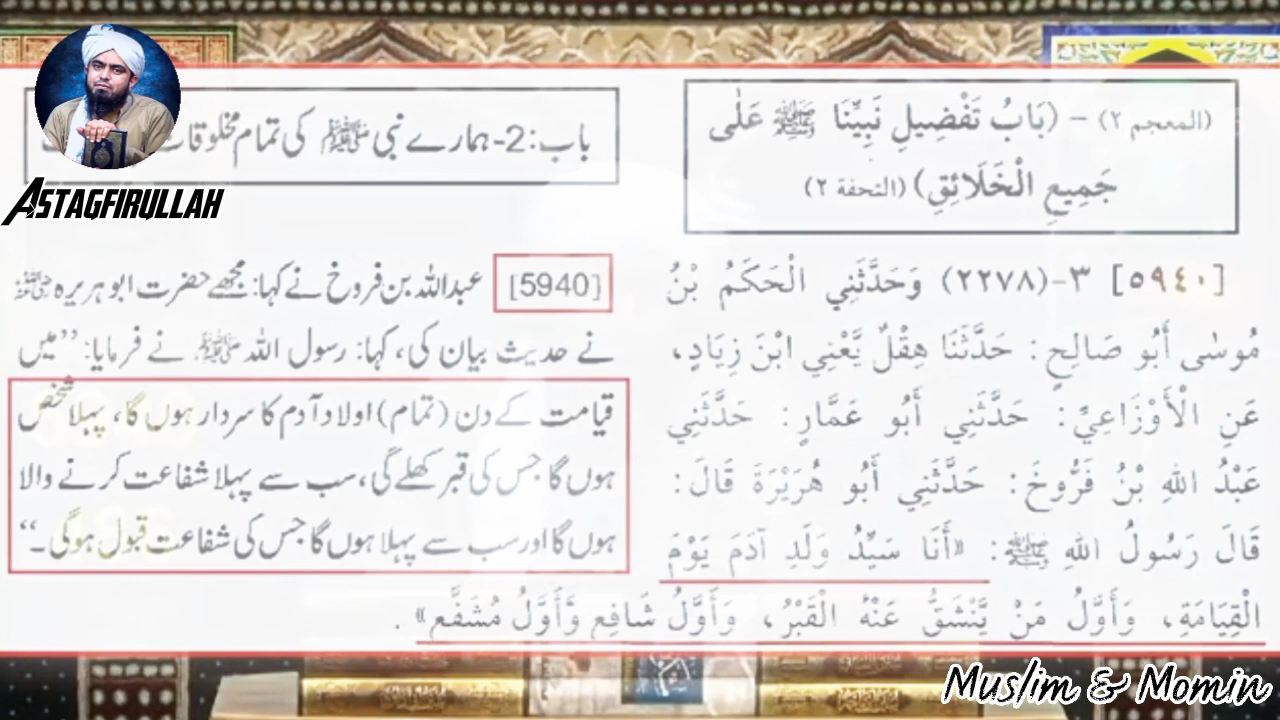 (المعجم ٢) - (بَابُ تَفْضِيلِ نَبِيِّنَا ﷺ عَلٰى
جَمِيعِ الْخَلَائِقِ) (التحفة ٢)
[٥٩٤٠] ٣-(٢٢٧٨) وَحَدَّثَنِي الْحَكَمُ بْنُ
مُوسٰى أَبُو صَالِحٍ: حَدَّثَنَا هِقْلٌ يَّعْنِي ابْنَ زِيَادٍ،
عَنِ الْأَوْزَاعِيِّ: حَدَّثَنِي أَبُو عَمَّارٍ: حَدَّثَنِي
عَبْدُ اللهِ بْنُ فَرُّوخَ: حَدَّثَنِي أَبُو هُرَيْرَةَ قَالَ:
قَالَ رَسُولُ اللهِ ﷺ: «أَنَا سَيِّدُ وَلَدِ آدَمَ يَوْمَ
الْقِيَامَةِ، وَأَوَّلُ مَنْ يَّنْشَقُّ عَنْهُ الْقَبْرُ، وَأَوَّلُ شَافِعٍ وَّأَوَّلُ مُشَفَّعٍ».
باب:2-ہمارے نبی ﷺ کی تمام مخلوقات
[5940] عبداللہ بن فروخ نے کہا: مجھے حضرت ابوہریرہ رضی اللہ عنہ
نے حدیث بیان کی، کہا: رسول اللہ ﷺ نے فرمایا: ”میں
قیامت کے دن (تمام) اولاد آدم کا سردار ہوں گا، پہلا شخص
ہوں گا جس کی قبر کھلے گی، سب سے پہلا شفاعت کرنے والا
ہوں گا اور سب سے پہلا ہوں گا جس کی شفاعت قبول ہوگی۔“
ASTAGFIRULLAH
Muslim & Momin